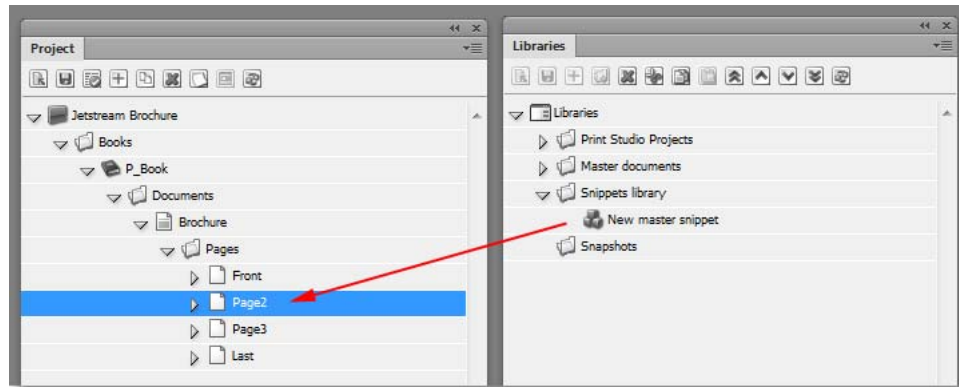 Project
Jetstream Brochure
Books
P_Book
Documents
Brochure
Pages
Front
Page2
Page3
Last
Libraries
Libraries
Print Studio Projects
Master documents
Snippets library
New master snippet
Snapshots